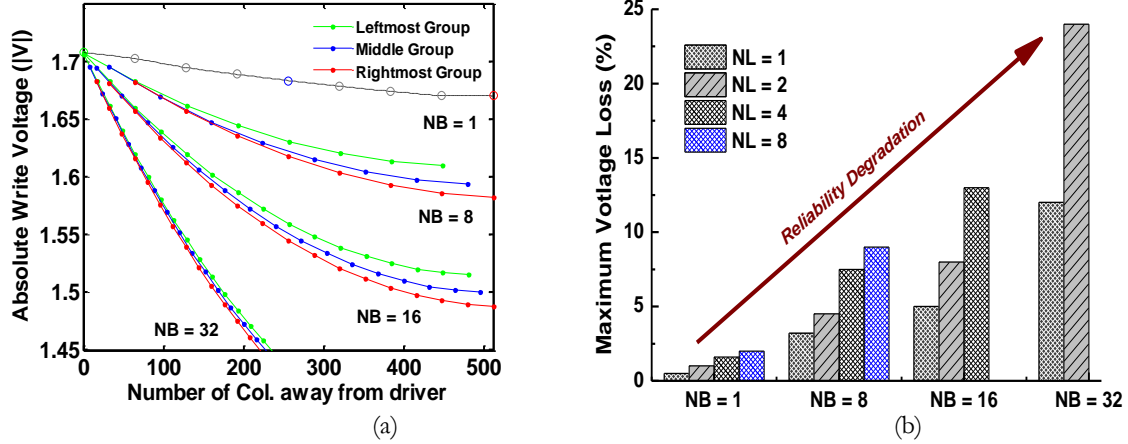 Absolute Write Voltage (|V|)
1.7
1.65
1.6
1.55
1.5
1.45
Leftmost Group
Middle Group
Rightmost Group
NB = 1
NB = 8
NB = 16
NB = 32
0
100
200
300
400
500
Number of Col. away from driver
(a)
Maximum Votlage Loss (%)
25
20
15
10
5
0
NL = 1
NL = 2
NL = 4
NL = 8
Reliability Degradation
NB = 1
NB = 8
NB = 16
NB = 32
(b)